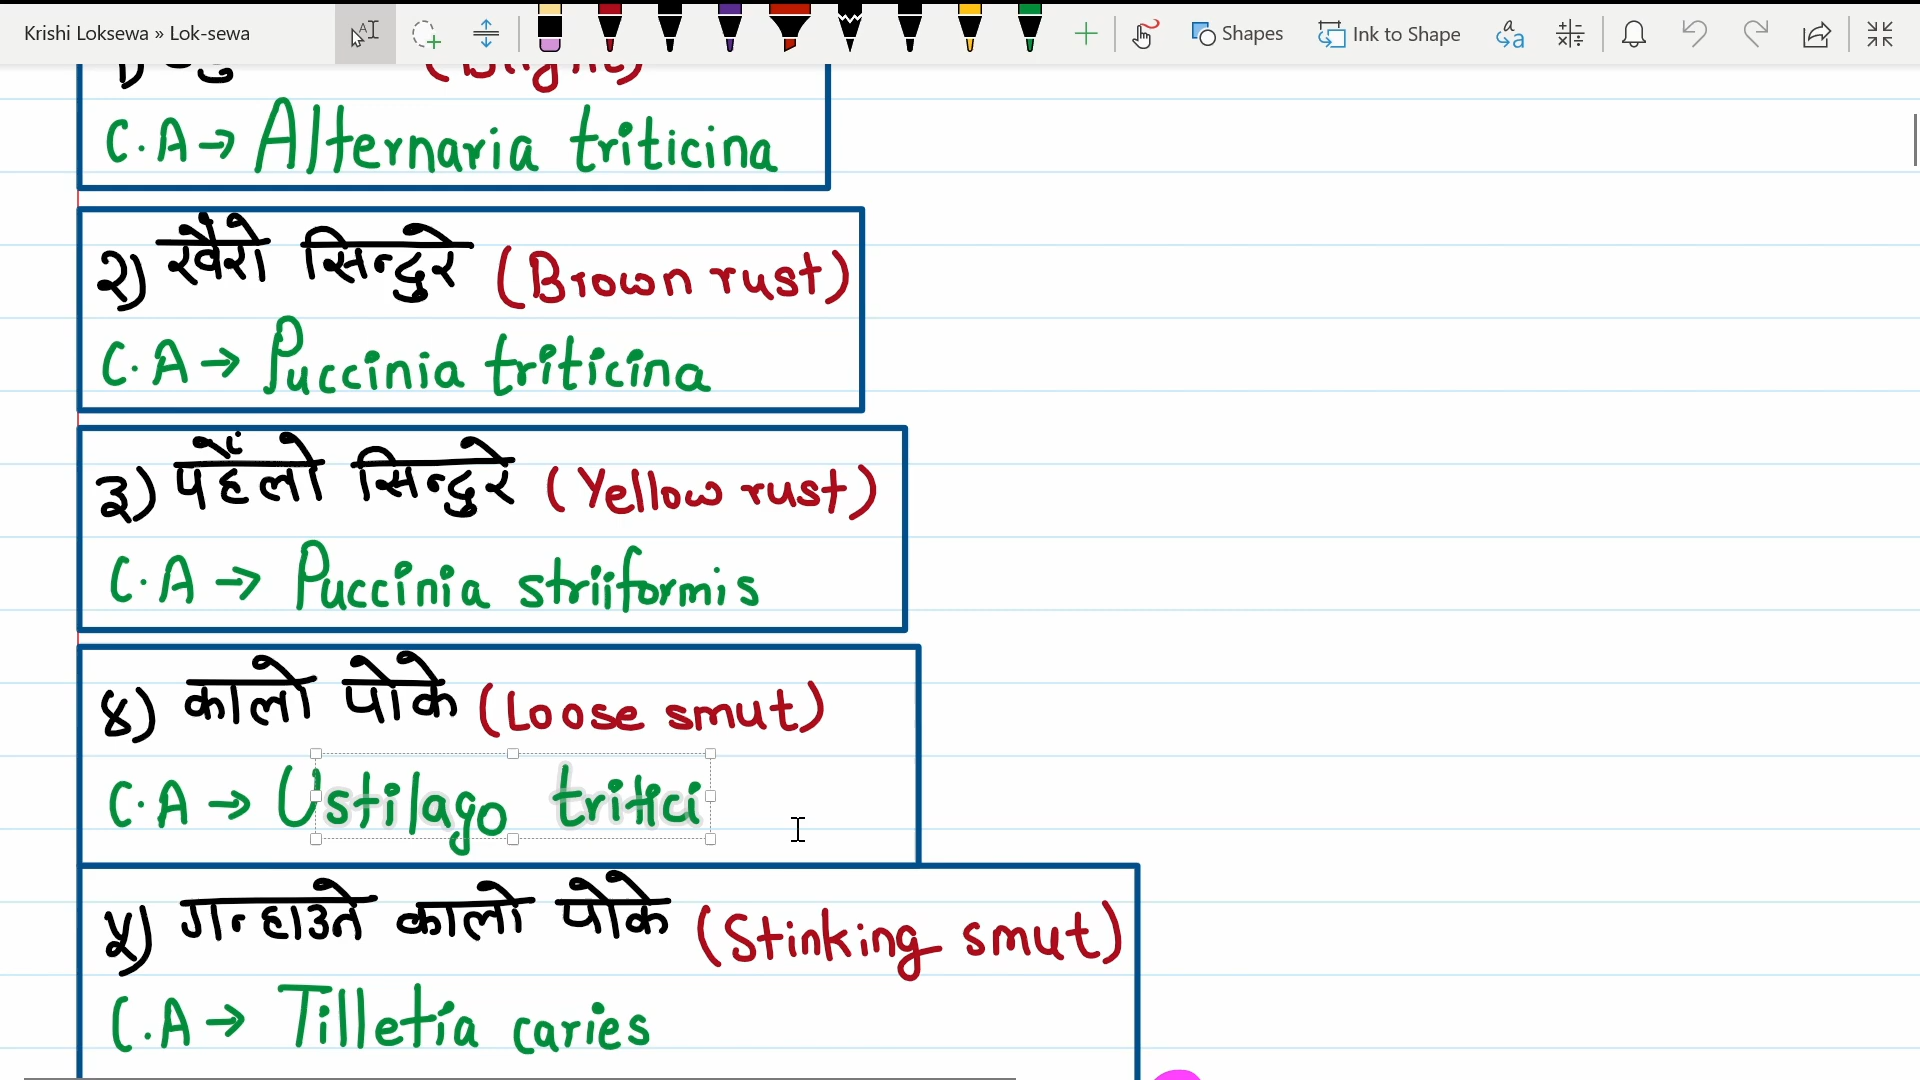 Krishi Loksewa » Lok-sewa
Shapes
Ink to Shape
(Blight)
C.A → Alternaria triticina
२) खैरो सिन्दुरे (Brown rust)
C.A → Puccinia triticina
३) पहेंलो सिन्दुरे (Yellow rust)
C.A → Puccinia striiformis
४) कालो पोके (Loose smut)
C.A → Ustilago tritici
५) गन्हाउने कालो पोके (Stinking smut)
C.A → Tilletia caries